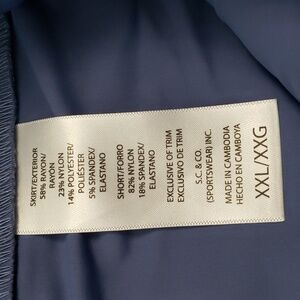 SKIRT/EXTERIOR
58% RAYON/
RAYON
23% NYLON
14% POLYESTER/
POLIÉSTER
5% SPANDEX/
ELASTANO
SHORT/FORRO
82% NYLON
18% SPANDEX/
ELASTANO
EXCLUSIVE OF TRIM
EXCLUSIVO DE TRIM
S.C. & CO.
(SPORTSWEAR) INC.
MADE IN CAMBODIA
HECHO EN CAMBOYA
XXL/XXG